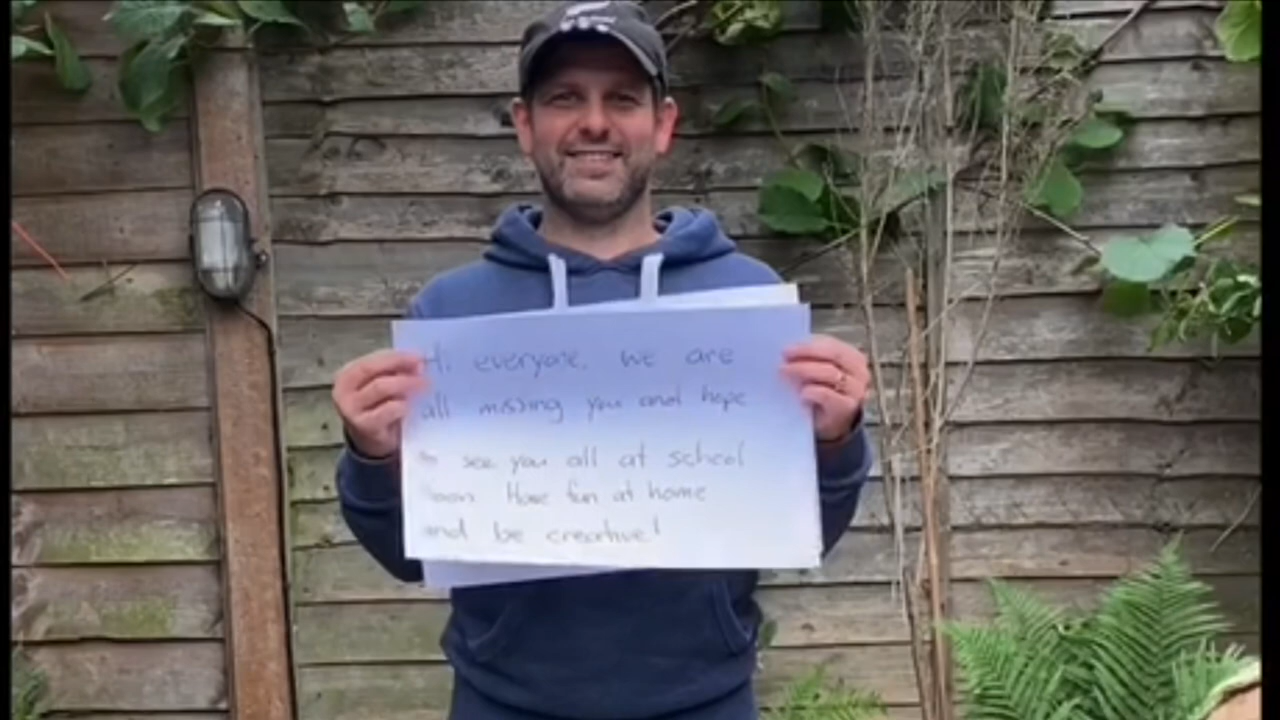 Hi everyone, we are
all missing you and hope
to see you all at school
soon. Have fun at home
and be creative!